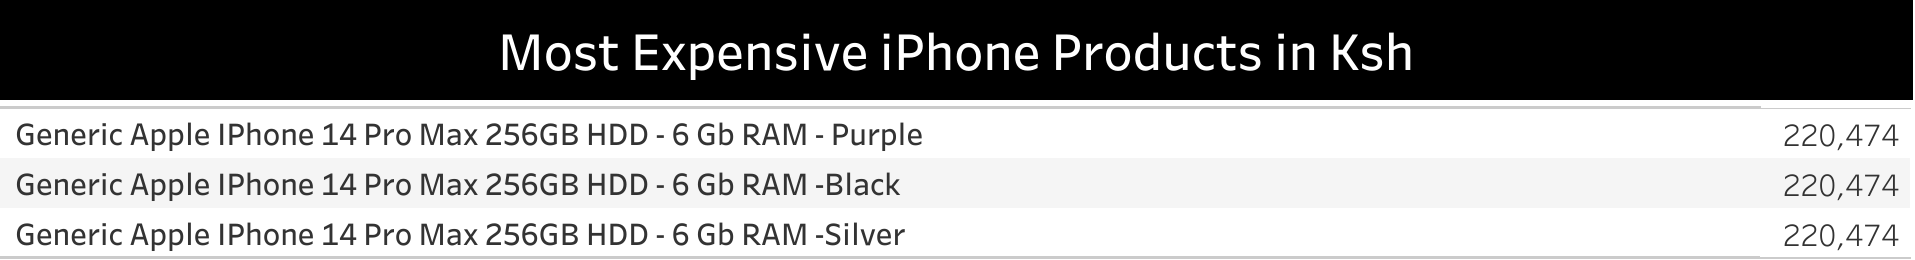 Most Expensive iPhone Products in Ksh
Generic Apple IPhone 14 Pro Max 256GB HDD - 6 Gb RAM - Purple 220,474
Generic Apple IPhone 14 Pro Max 256GB HDD - 6 Gb RAM -Black 220,474
Generic Apple IPhone 14 Pro Max 256GB HDD - 6 Gb RAM -Silver 220,474